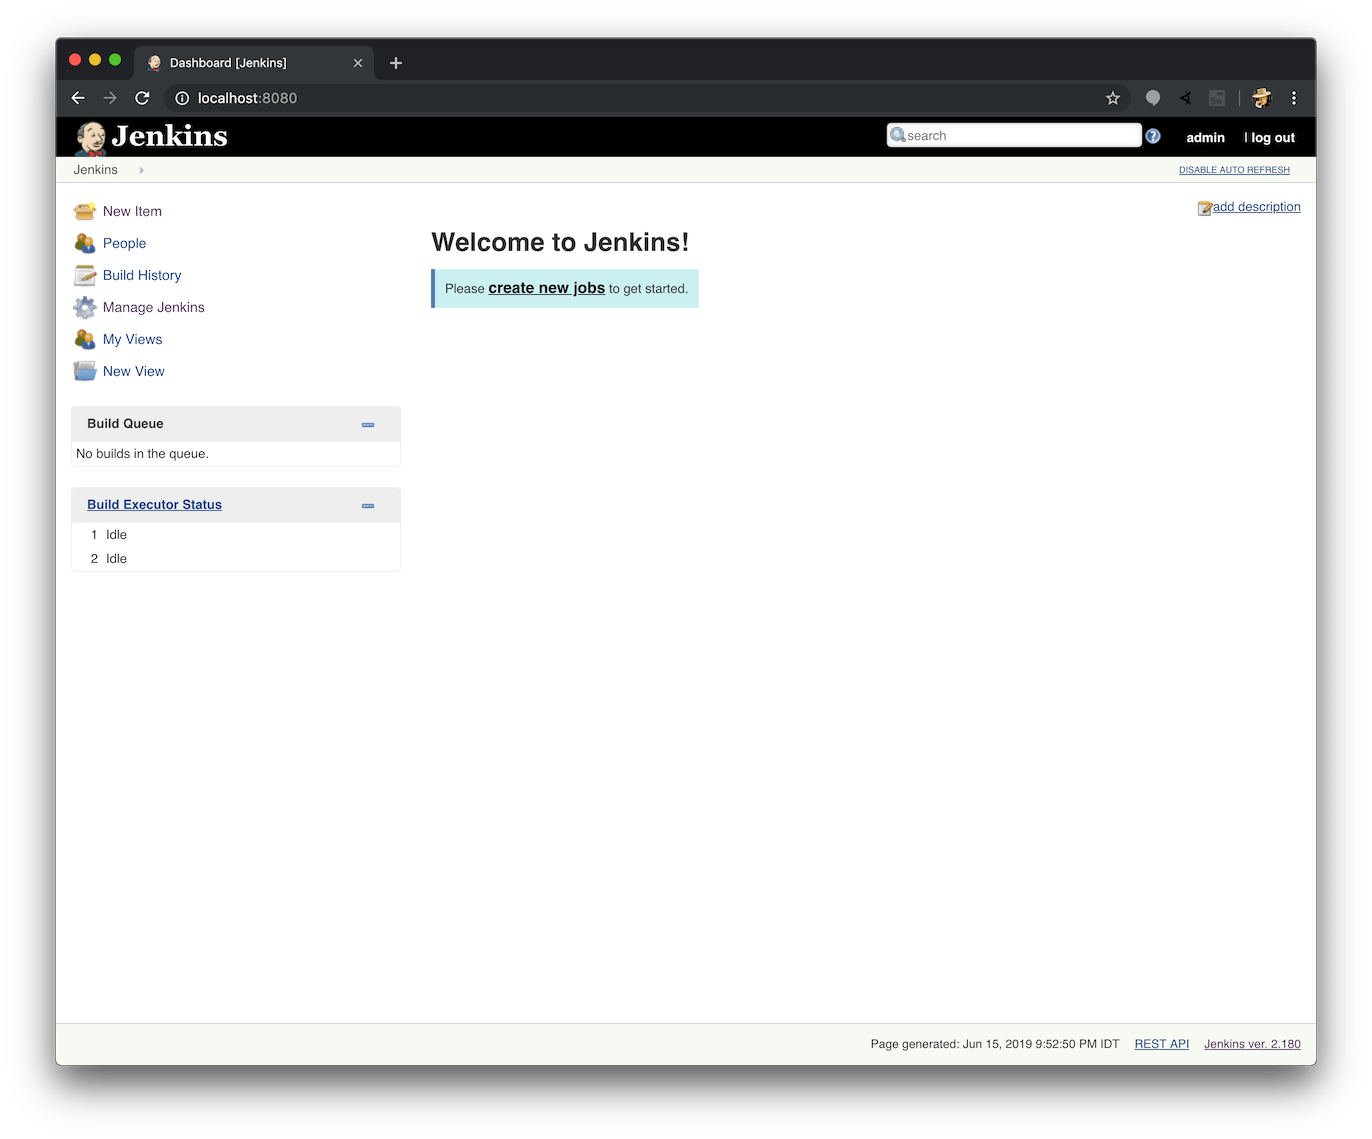 Dashboard [Jenkins]
localhost:8080
Jenkins
search
admin
| log out
Jenkins
DISABLE AUTO REFRESH
New Item
People
Build History
Manage Jenkins
My Views
New View
add description
Welcome to Jenkins!
Please create new jobs to get started.
Build Queue
No builds in the queue.
Build Executor Status
1 Idle
2 Idle
Page generated: Jun 15, 2019 9:52:50 PM IDT REST API Jenkins ver. 2.180